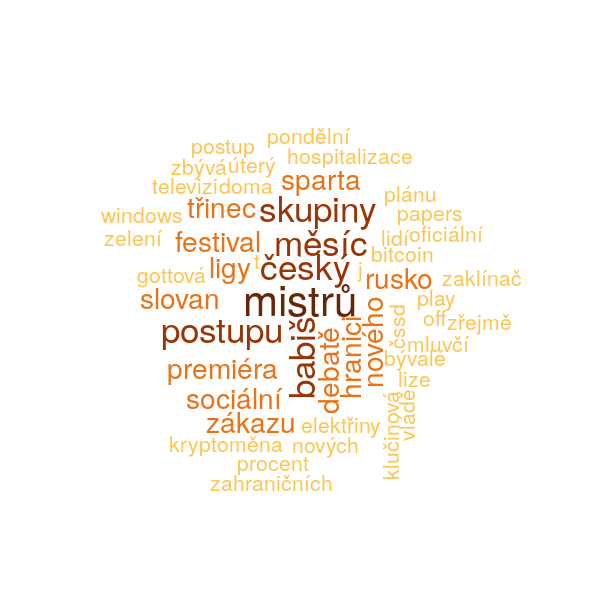 pondělní
postup
hospitalizace
zbývá
úterý
televizi
doma
sparta
plánu
windows
třinec
skupiny
papers
zelení
festival
měsíc
lidí
oficiální
gottová
ligy
t
český
j
bitcoin
rusko
zaklínač
slovan
mistrů
nového
play
postupu
babiš
debatě
hranici
čssd
off
zřejmě
mluvčí
premiéra
bývalé
lize
sociální
zákazu
elektřiny
klučinová
vládě
kryptoměna
nových
procent
zahraničních